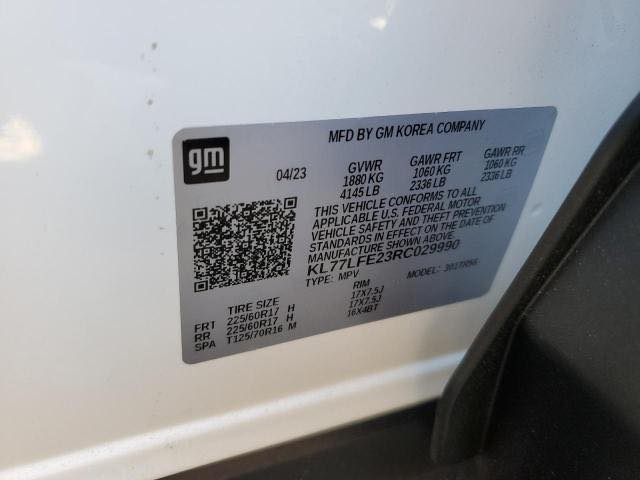 MFD BY GM KOREA COMPANY
gm
04/23 GVWR GAWR FRT GAWR RR
1880 KG 1060 KG 1060 KG
4145 LB 2336 LB 2336 LB
THIS VEHICLE CONFORMS TO ALL
APPLICABLE U.S. FEDERAL MOTOR
VEHICLE SAFETY AND THEFT PREVENTION
STANDARDS IN EFFECT ON THE DATE OF
MANUFACTURE SHOWN ABOVE.
KL77LFE23RC029990
TYPE: MPV MODEL:
TIRE SIZE RIM
FRT 225/60R17 H 17X7.5J
RR 225/60R17 H 17X7.5J
SPA T125/70R16 M 16X4BT